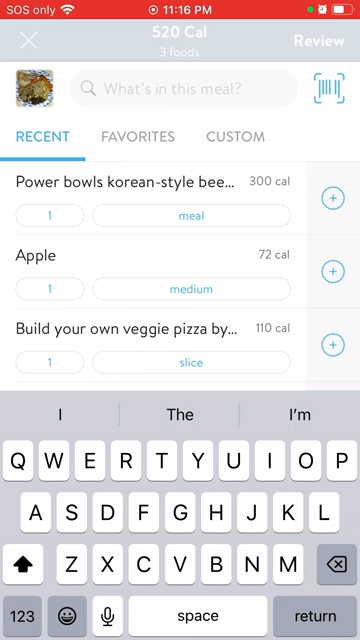 SOS only 11:16 PM
520 Cal
3 foods
Review
What's in this meal?
RECENT FAVORITES CUSTOM
Power bowls korean-style bee... 300 cal
1 meal
Apple 72 cal
1 medium
Build your own veggie pizza by... 110 cal
1 slice
I The I'm
Q W E R T Y U I O P
A S D F G H J K L
Z X C V B N M
123 space return